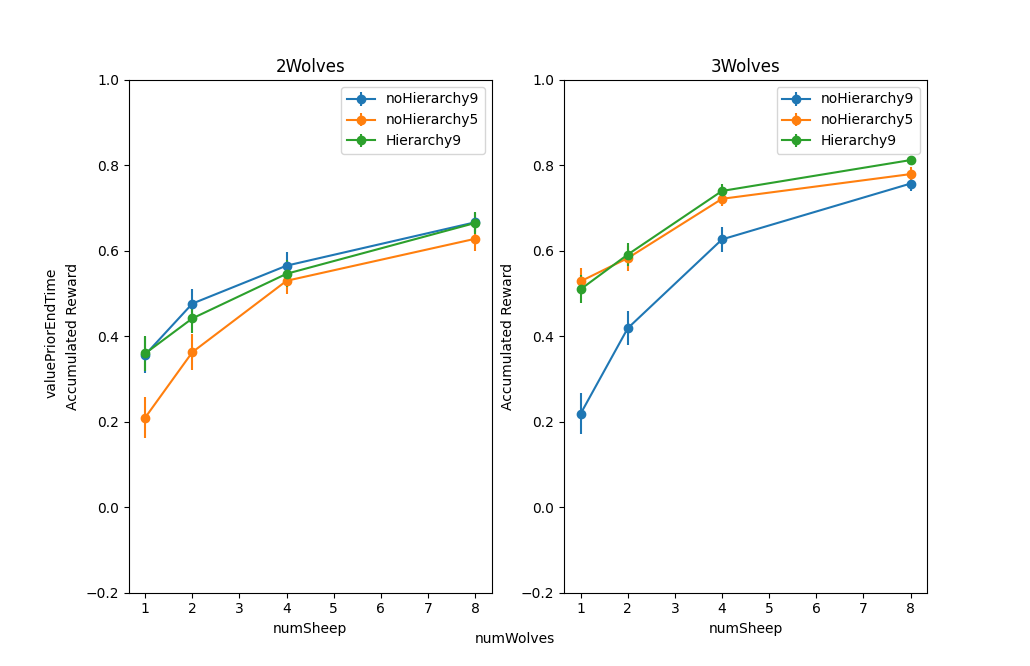 2Wolves
3Wolves
1.0
0.8
0.6
0.4
0.2
0.0
−0.2
1 2 3 4 5 6 7 8
numSheep
valuePriorEndTime
Accumulated Reward
noHierarchy9
noHierarchy5
Hierarchy9
1.0
0.8
0.6
0.4
0.2
0.0
−0.2
1 2 3 4 5 6 7 8
numSheep
Accumulated Reward
noHierarchy9
noHierarchy5
Hierarchy9
numWolves